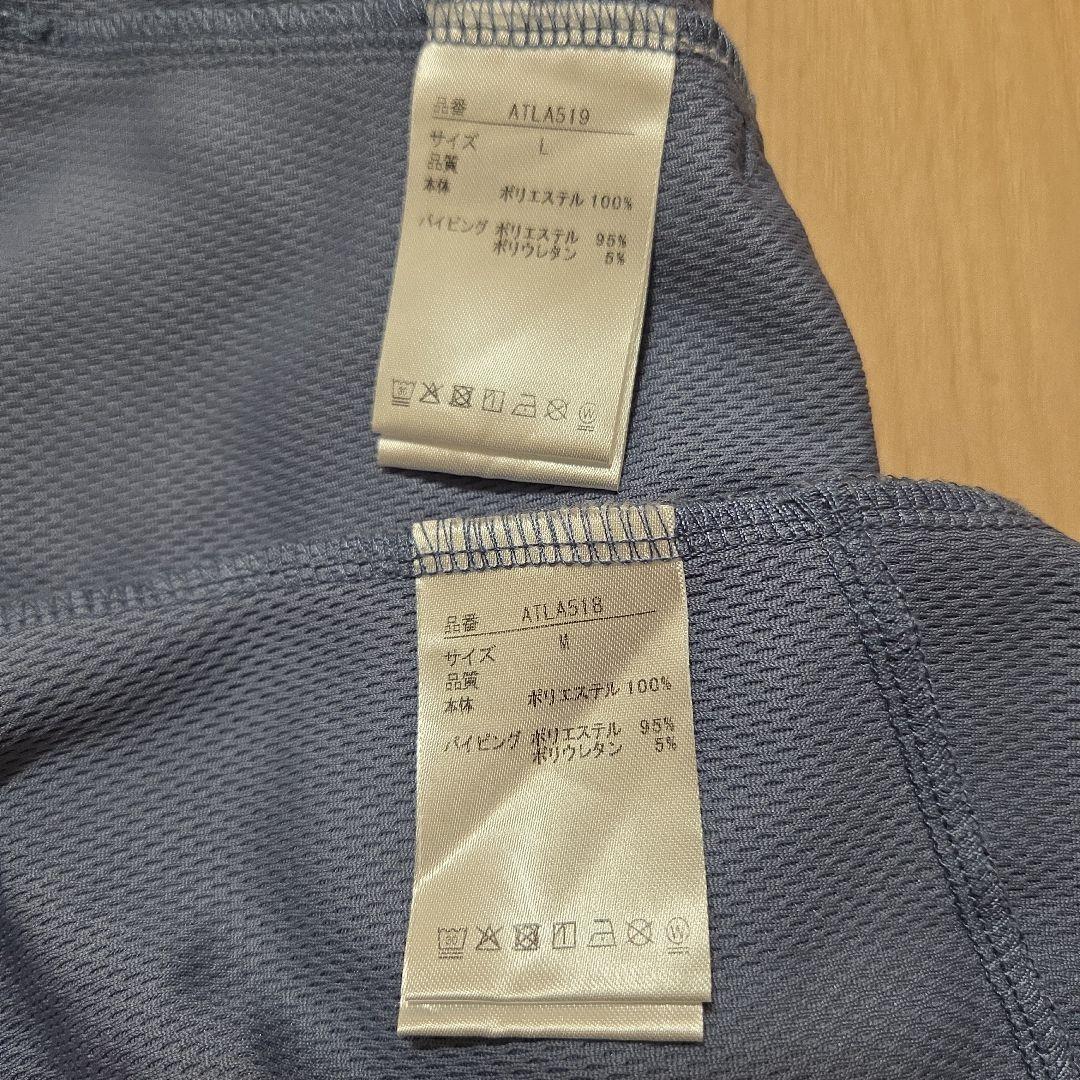 品番 ATLA519
サイズ L
品質
本体 ポリエステル 100%
パイピング ポリエステル 95%
ポリウレタン 5%
30
W
品番 ATLA518
サイズ M
品質
本体 ポリエステル 100%
パイピング ポリエステル 95%
ポリウレタン 5%
30
W